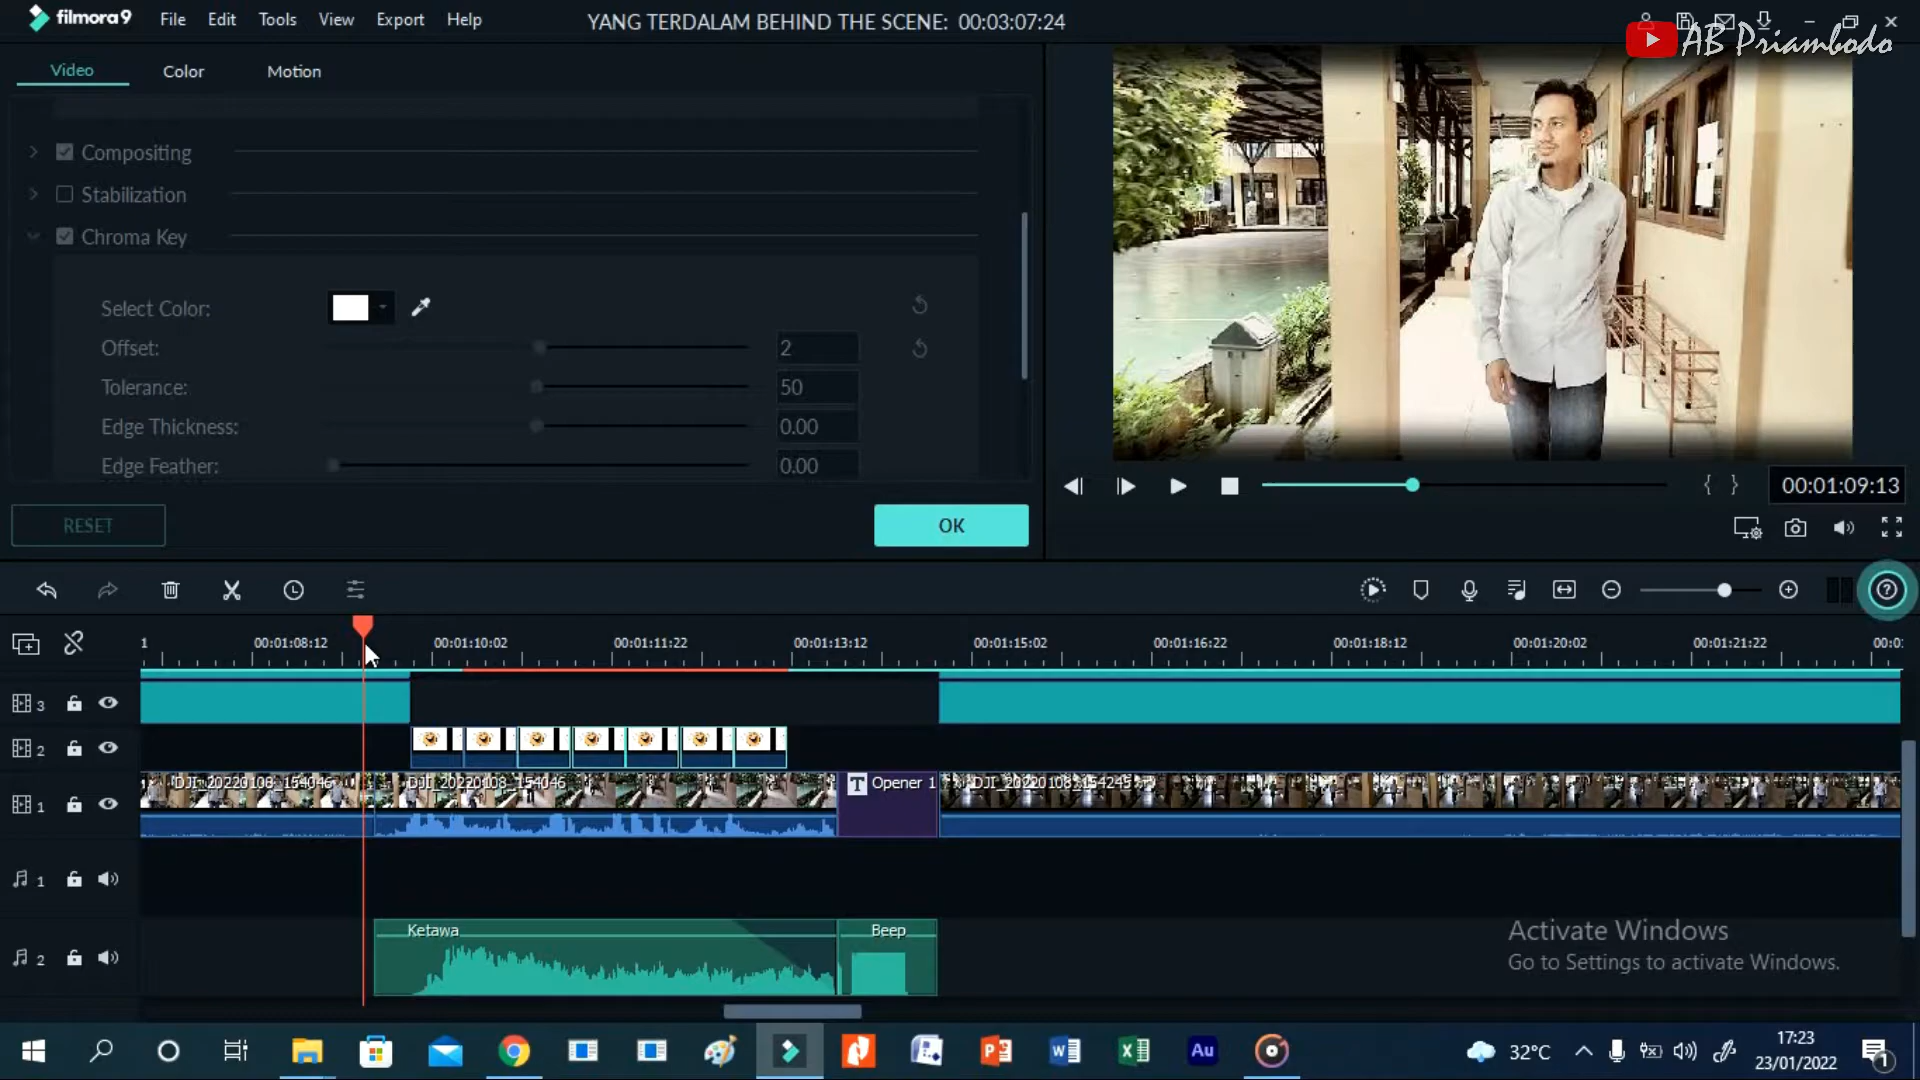 filmora9
File Edit Tools View Export Help
YANG TERDALAM BEHIND THE SCENE: 00:03:07:24
AB Priambodo
Video Color Motion
Compositing
Stabilization
Chroma Key
Select Color:
Offset: 2
Tolerance: 50
Edge Thickness: 0.00
Edge Feather: 0.00
RESET
OK
{ } 00:01:09:13
1 00:01:08:12 00:01:10:02 00:01:11:22 00:01:13:12 00:01:15:02 00:01:16:22 00:01:18:12 00:01:20:02 00:01:21:22 00:0
3
2
1
DJI_20220108_154046 DJI_20220108_154046 T Opener 1 DJI_20220108_154245
1
Ketawa Beep
2
Activate Windows
Go to Settings to activate Windows.
Au
32°C
17:23
23/01/2022
1